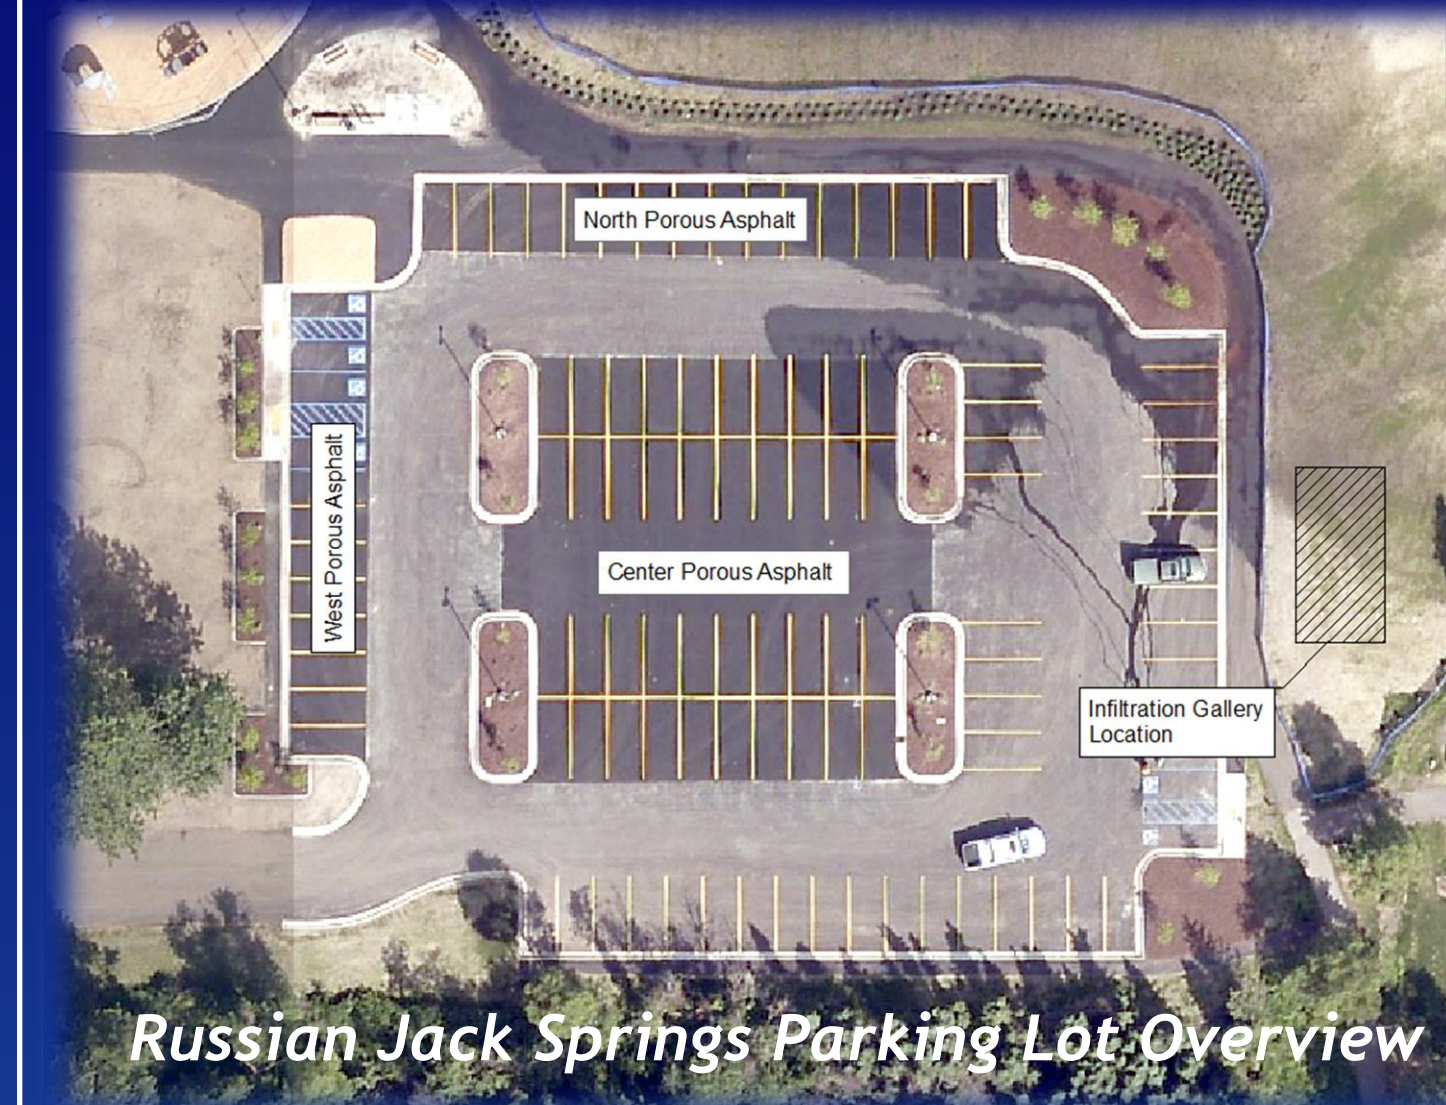 North Porous Asphalt
West Porous Asphalt
Center Porous Asphalt
Infiltration Gallery
Location
Russian Jack Springs Parking Lot Overview